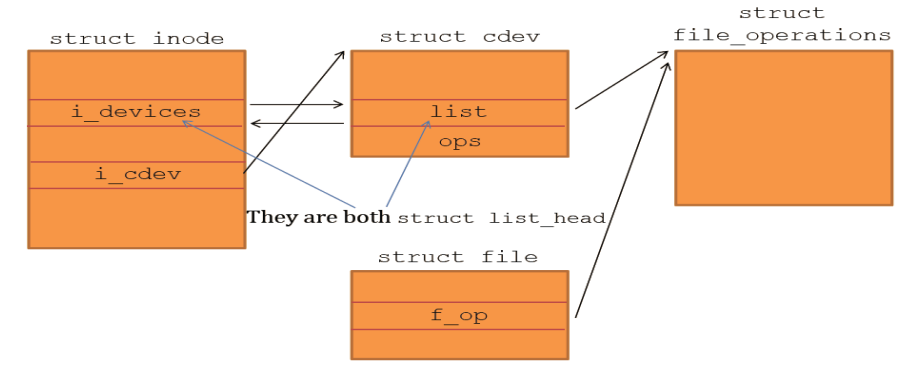 struct inode
struct cdev
struct
file_operations
i_devices
list
ops
i_cdev
They are both struct list_head
struct file
f_op